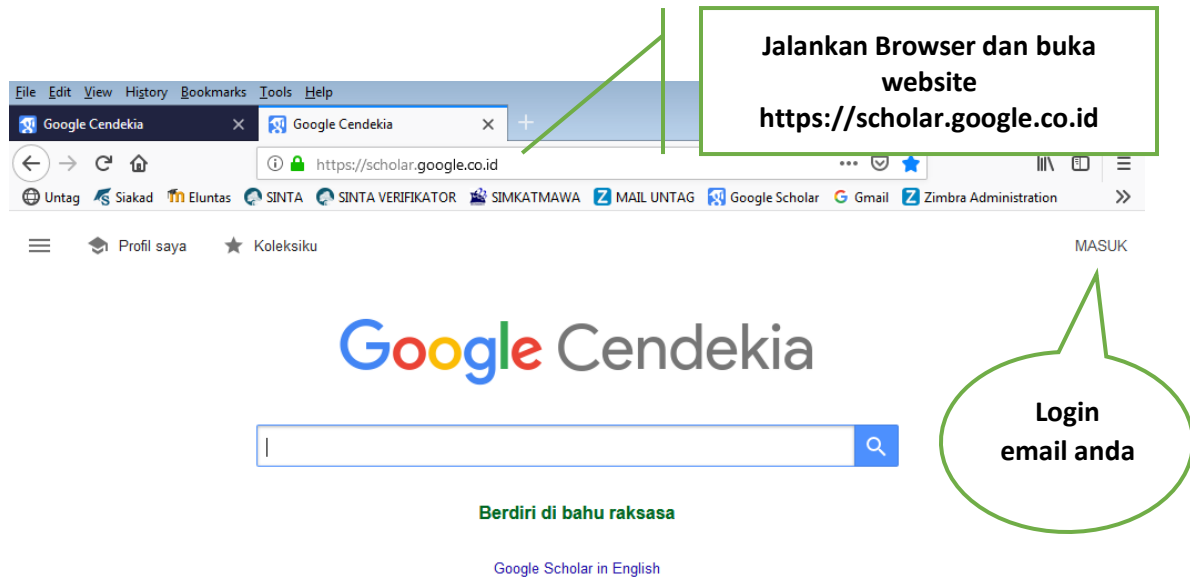 Jalankan Browser dan buka
website
https://scholar.google.co.id
File Edit View History Bookmarks Tools Help
Google Cendekia Google Cendekia
https://scholar.google.co.id
Untag Siakad Eluntas SINTA SINTA VERIFIKATOR SIMKATMAWA MAIL UNTAG Google Scholar Gmail Zimbra Administration
Profil saya Koleksiku MASUK
Google Cendekia
Login
email anda
Berdiri di bahu raksasa
Google Scholar in English